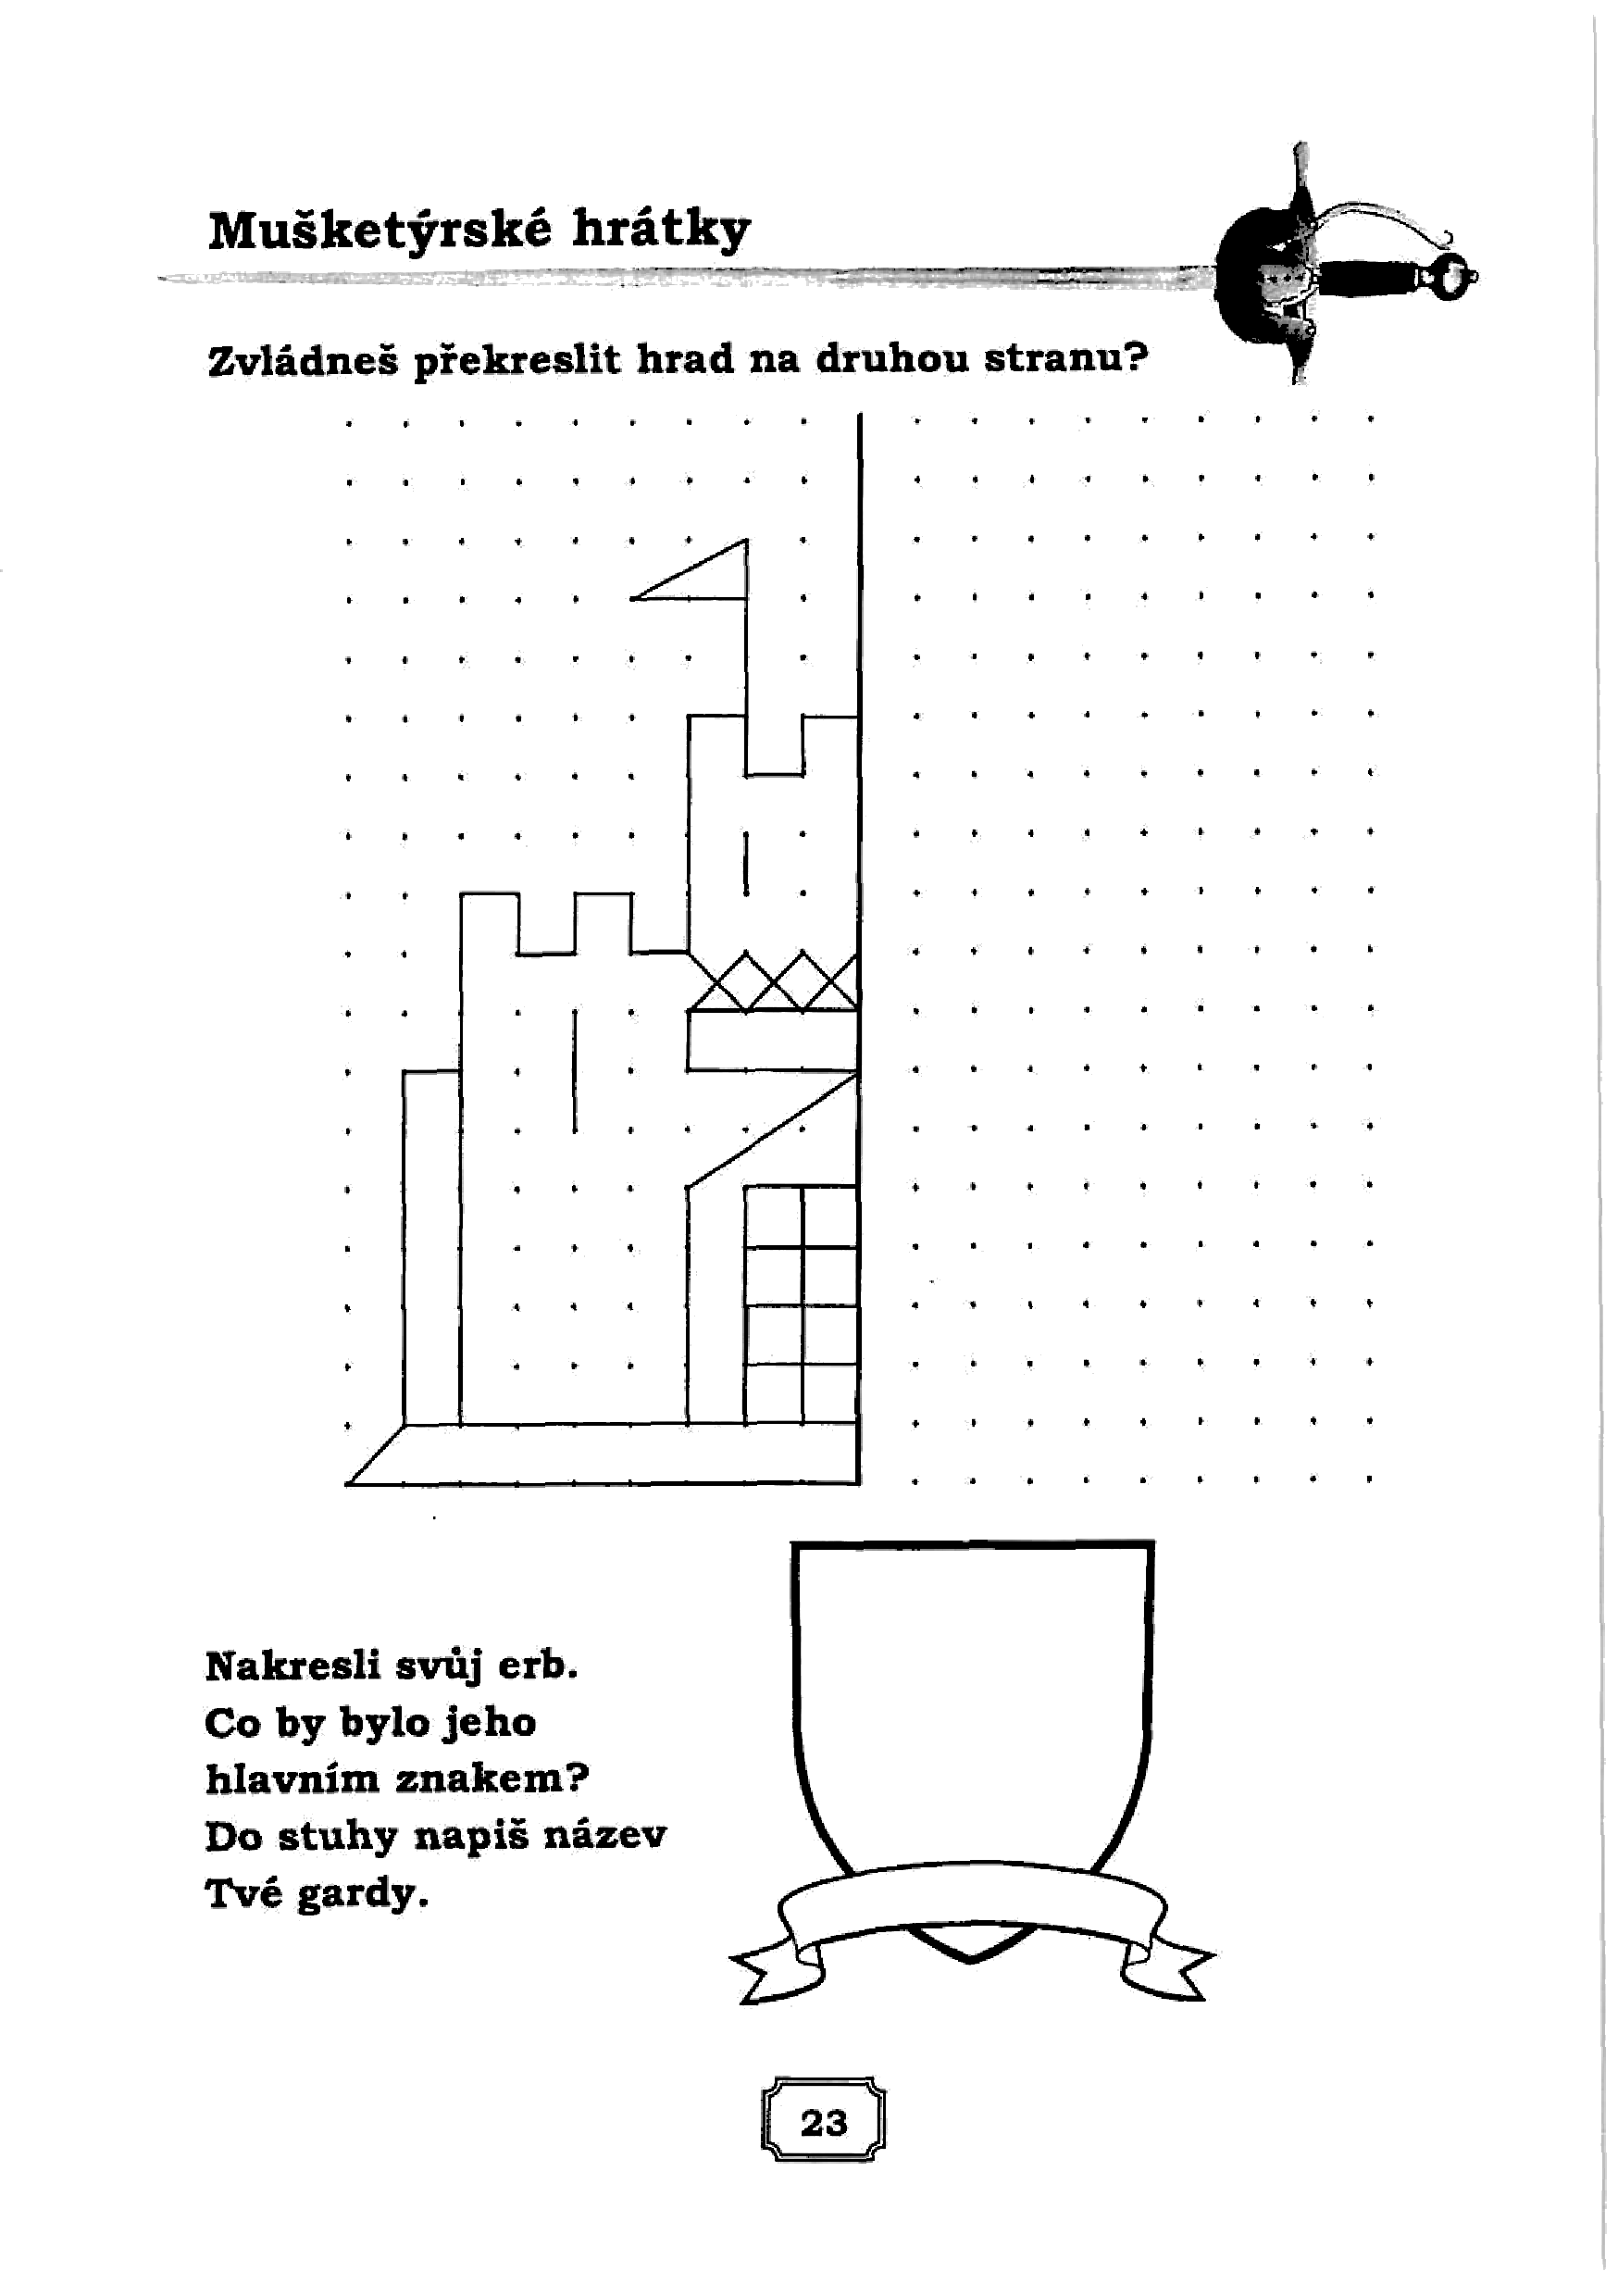 Mušketýrské hrátky
Zvládneš překreslit hrad na druhou stranu?
Nakresli svůj erb.
Co by bylo jeho
hlavním znakem?
Do stuhy napiš název
Tvé gardy.
23